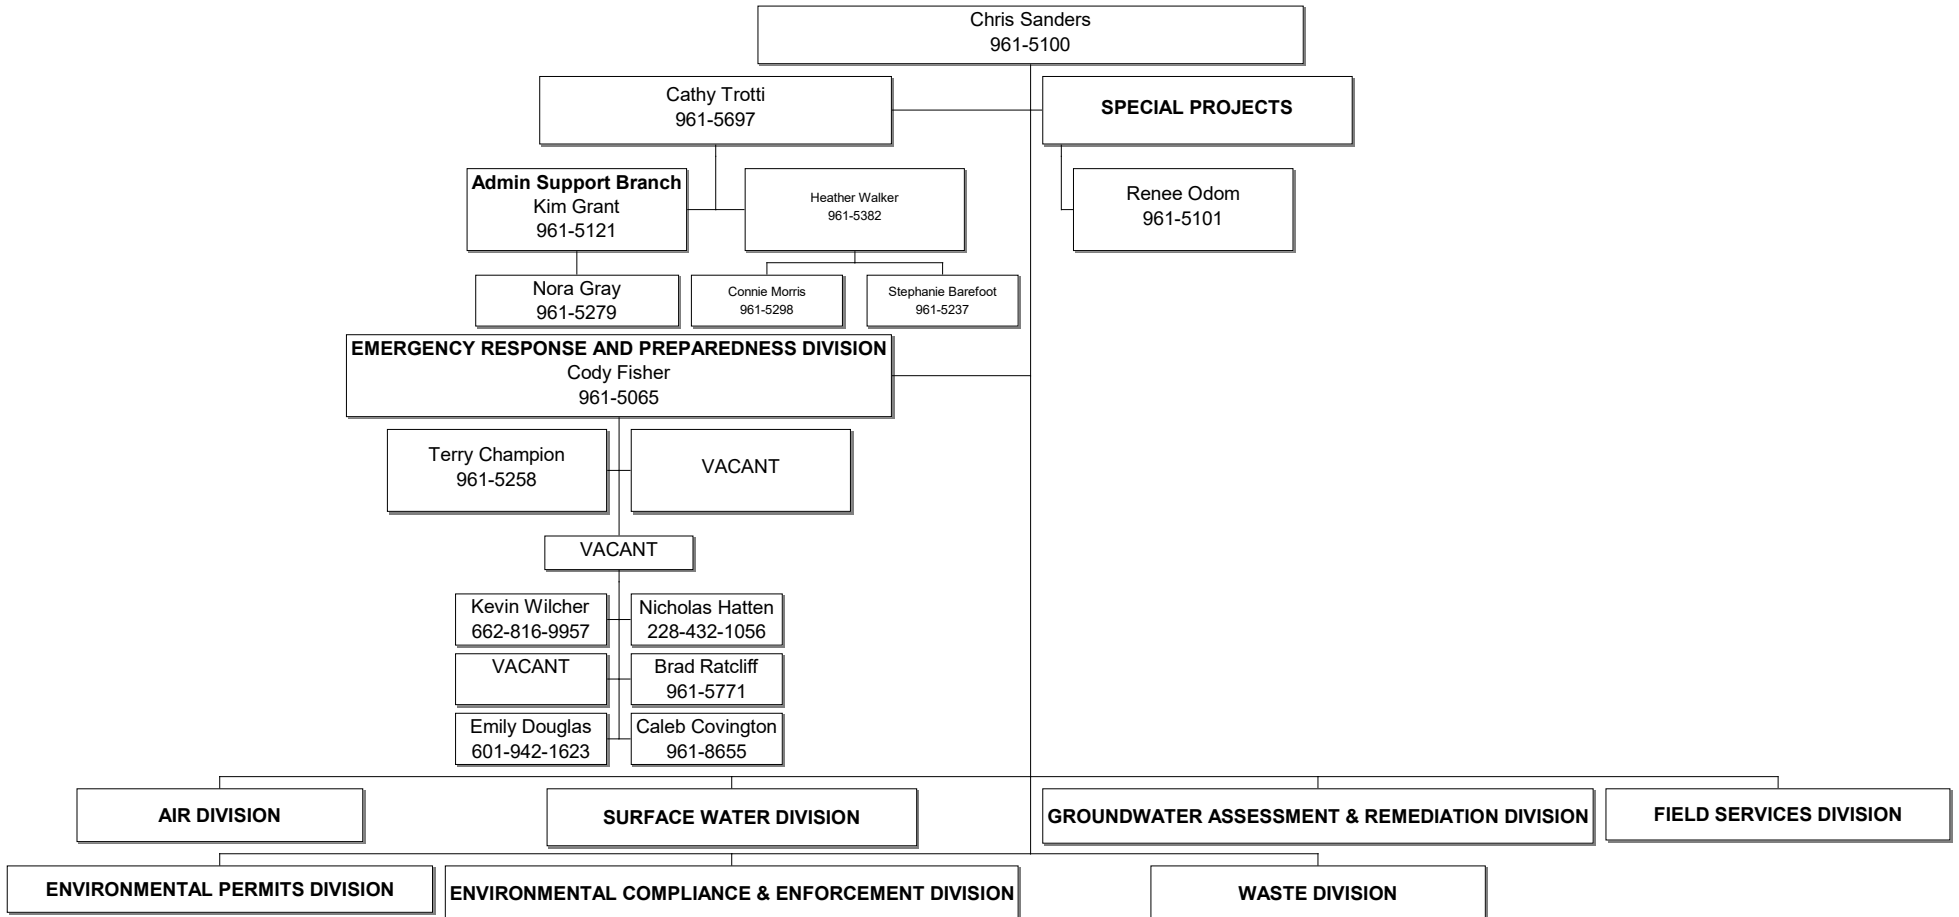 Chris Sanders
961-5100
Cathy Trotti
961-5697
SPECIAL PROJECTS
Admin Support Branch
Kim Grant
961-5121
Heather Walker
961-5382
Renee Odom
961-5101
Nora Gray
961-5279
Connie Morris
961-5298
Stephanie Barefoot
961-5237
EMERGENCY RESPONSE AND PREPAREDNESS DIVISION
Cody Fisher
961-5065
Terry Champion
961-5258
VACANT
VACANT
Kevin Wilcher
662-816-9957
Nicholas Hatten
228-432-1056
VACANT
Brad Ratcliff
961-5771
Emily Douglas
601-942-1623
Caleb Covington
961-8655
AIR DIVISION
SURFACE WATER DIVISION
GROUNDWATER ASSESSMENT & REMEDIATION DIVISION
FIELD SERVICES DIVISION
ENVIRONMENTAL PERMITS DIVISION
ENVIRONMENTAL COMPLIANCE & ENFORCEMENT DIVISION
WASTE DIVISION